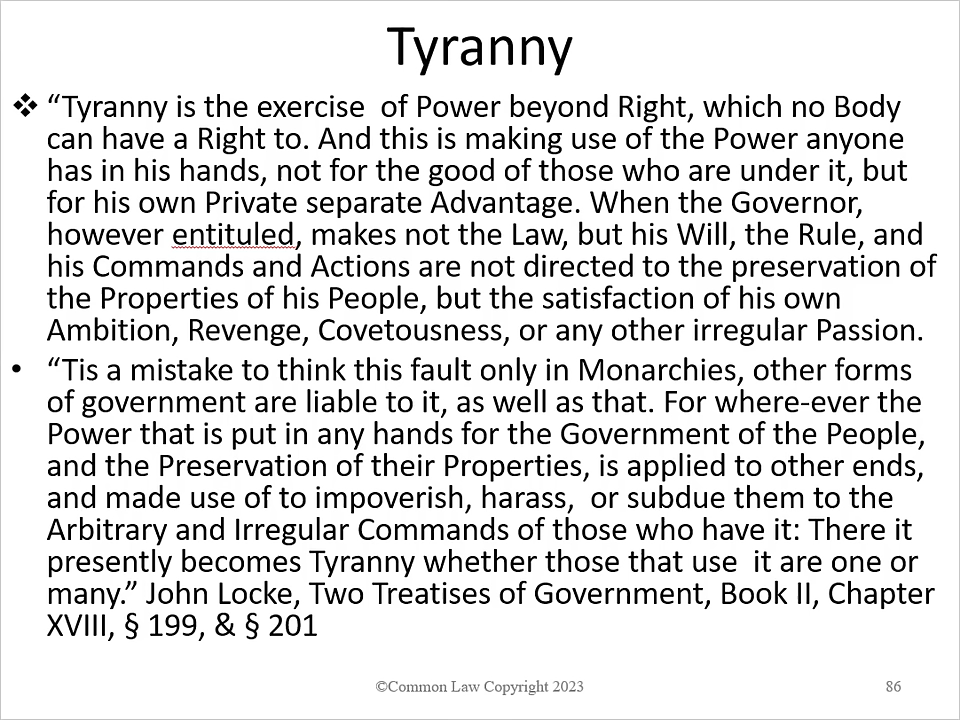 Tyranny
❖ “Tyranny is the exercise  of Power beyond Right, which no Body
can have a Right to. And this is making use of the Power anyone
has in his hands, not for the good of those who are under it, but
for his own Private separate Advantage. When the Governor,
however entituled, makes not the Law, but his Will, the Rule, and
his Commands and Actions are not directed to the preservation of
the Properties of his People, but the satisfaction of his own
Ambition, Revenge, Covetousness, or any other irregular Passion.
• “Tis a mistake to think this fault only in Monarchies, other forms
of government are liable to it, as well as that. For where-ever the
Power that is put in any hands for the Government of the People,
and the Preservation of their Properties, is applied to other ends,
and made use of to impoverish, harass,  or subdue them to the
Arbitrary and Irregular Commands of those who have it: There it
presently becomes Tyranny whether those that use  it are one or
many.” John Locke, Two Treatises of Government, Book II, Chapter
XVIII, § 199, & § 201
©Common Law Copyright 2023
86